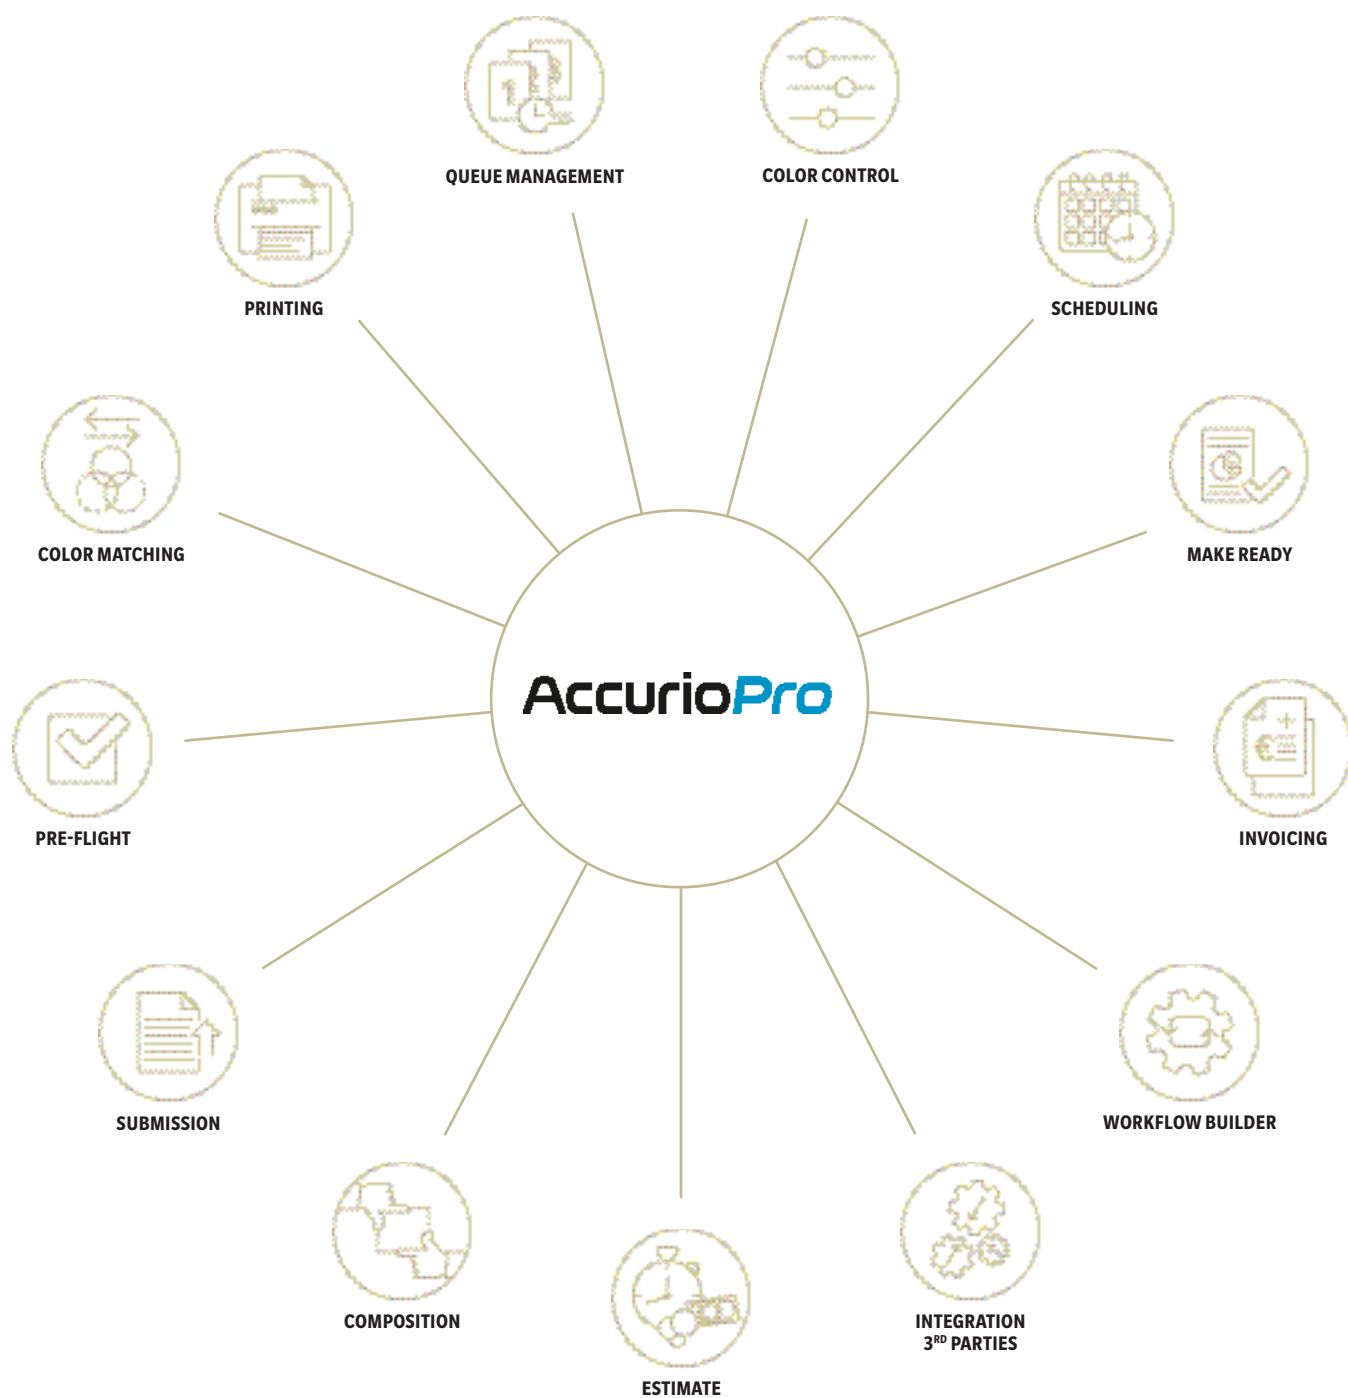 QUEUE MANAGEMENT
COLOR CONTROL
PRINTING
SCHEDULING
COLOR MATCHING
MAKE READY
AccurioPro
PRE-FLIGHT
INVOICING
SUBMISSION
WORKFLOW BUILDER
COMPOSITION
INTEGRATION
3RD PARTIES
ESTIMATE